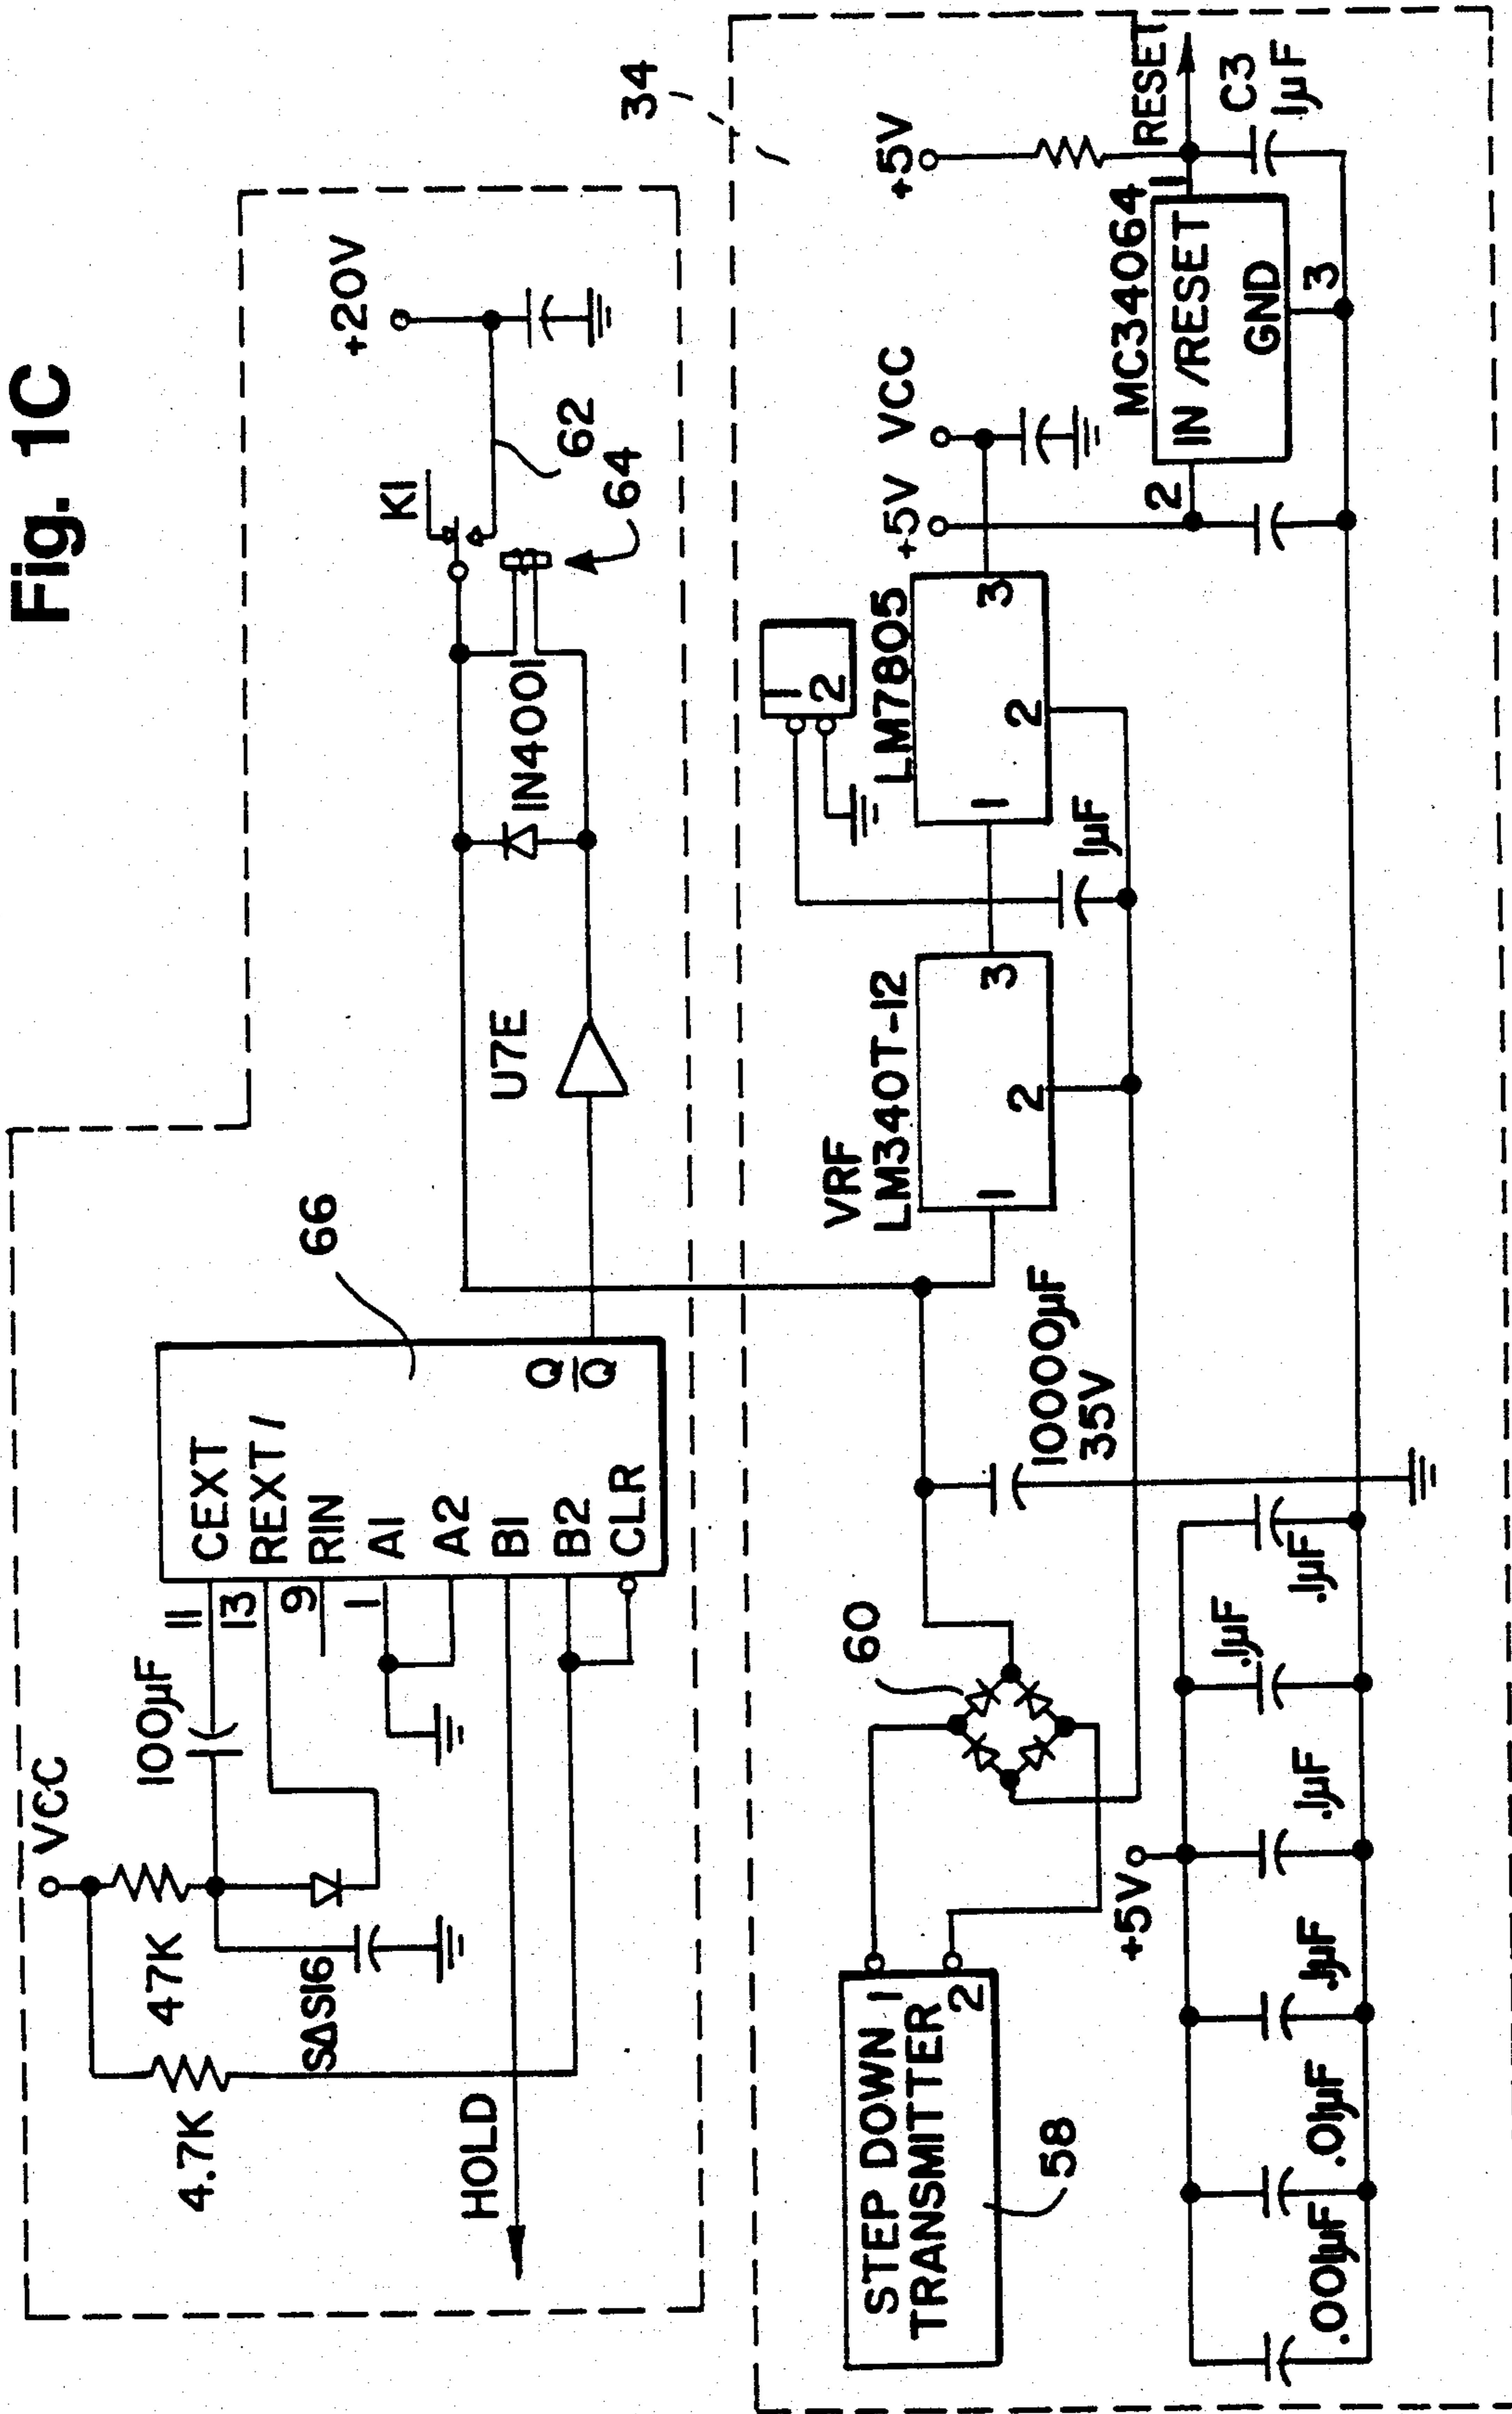 Fig. 1C
VCC
47K
4.7K
100µF
SΔS16
HOLD
11
13
9
1
CEXT
REXT/
RIN
A1
A2
B1
B2
CLR
Q
Q
66
U7E
IN4001
K1
+20V
62
64
34
STEP DOWN
TRANSMITTER
1
2
58
60
10000µF
35V
VRF
LM340T-12
1
2
3
1µF
1
2
LM7805
1
2
3
+5V
VCC
MC34064
IN /RESET
GND
2
1
3
+5V
RESET
C3
1µF
+5V
.001µF
.01µF
.1µF
.1µF
.1µF
.1µF